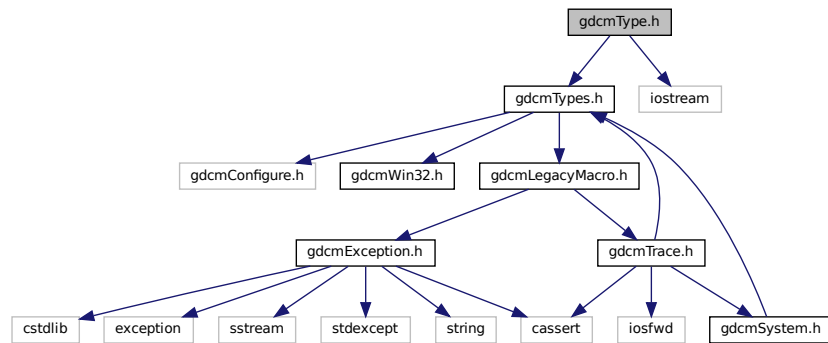 gdcmType.h
gdcmTypes.h
iostream
gdcmConfigure.h
gdcmWin32.h
gdcmLegacyMacro.h
gdcmException.h
gdcmTrace.h
cstdlib
exception
sstream
stdexcept
string
cassert
iosfwd
gdcmSystem.h